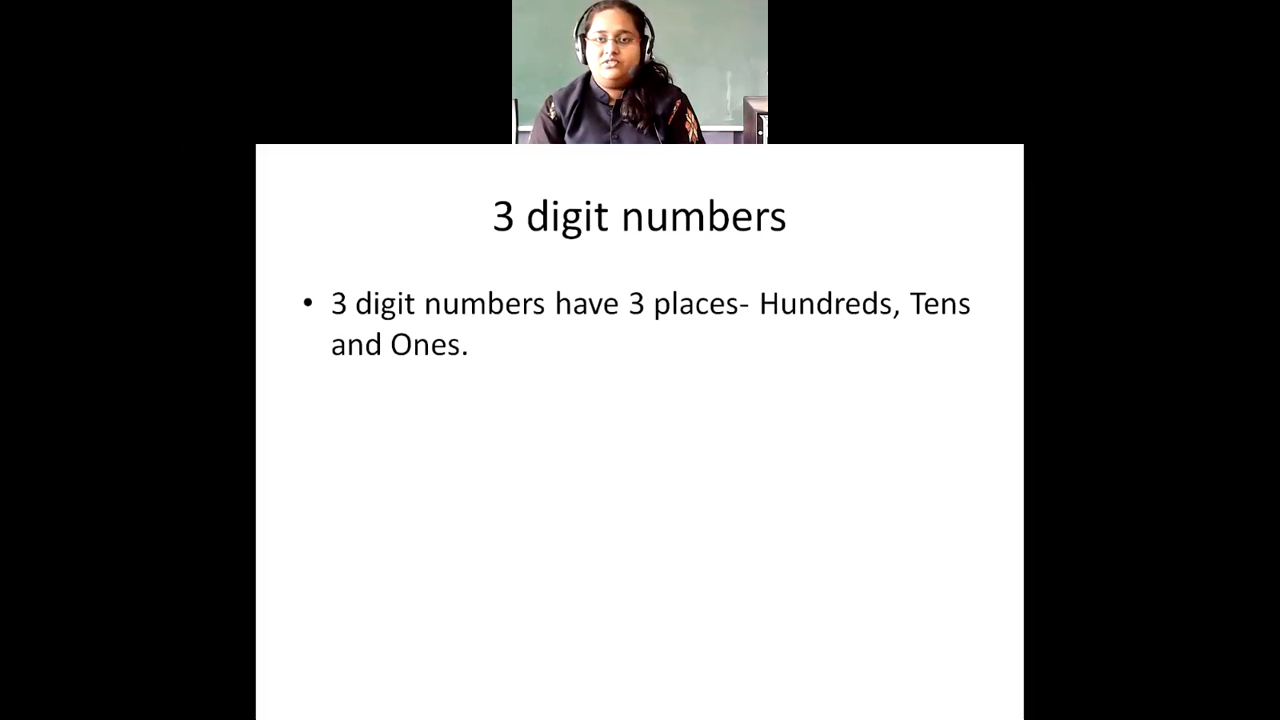 3 digit numbers
• 3 digit numbers have 3 places- Hundreds, Tens
and Ones.